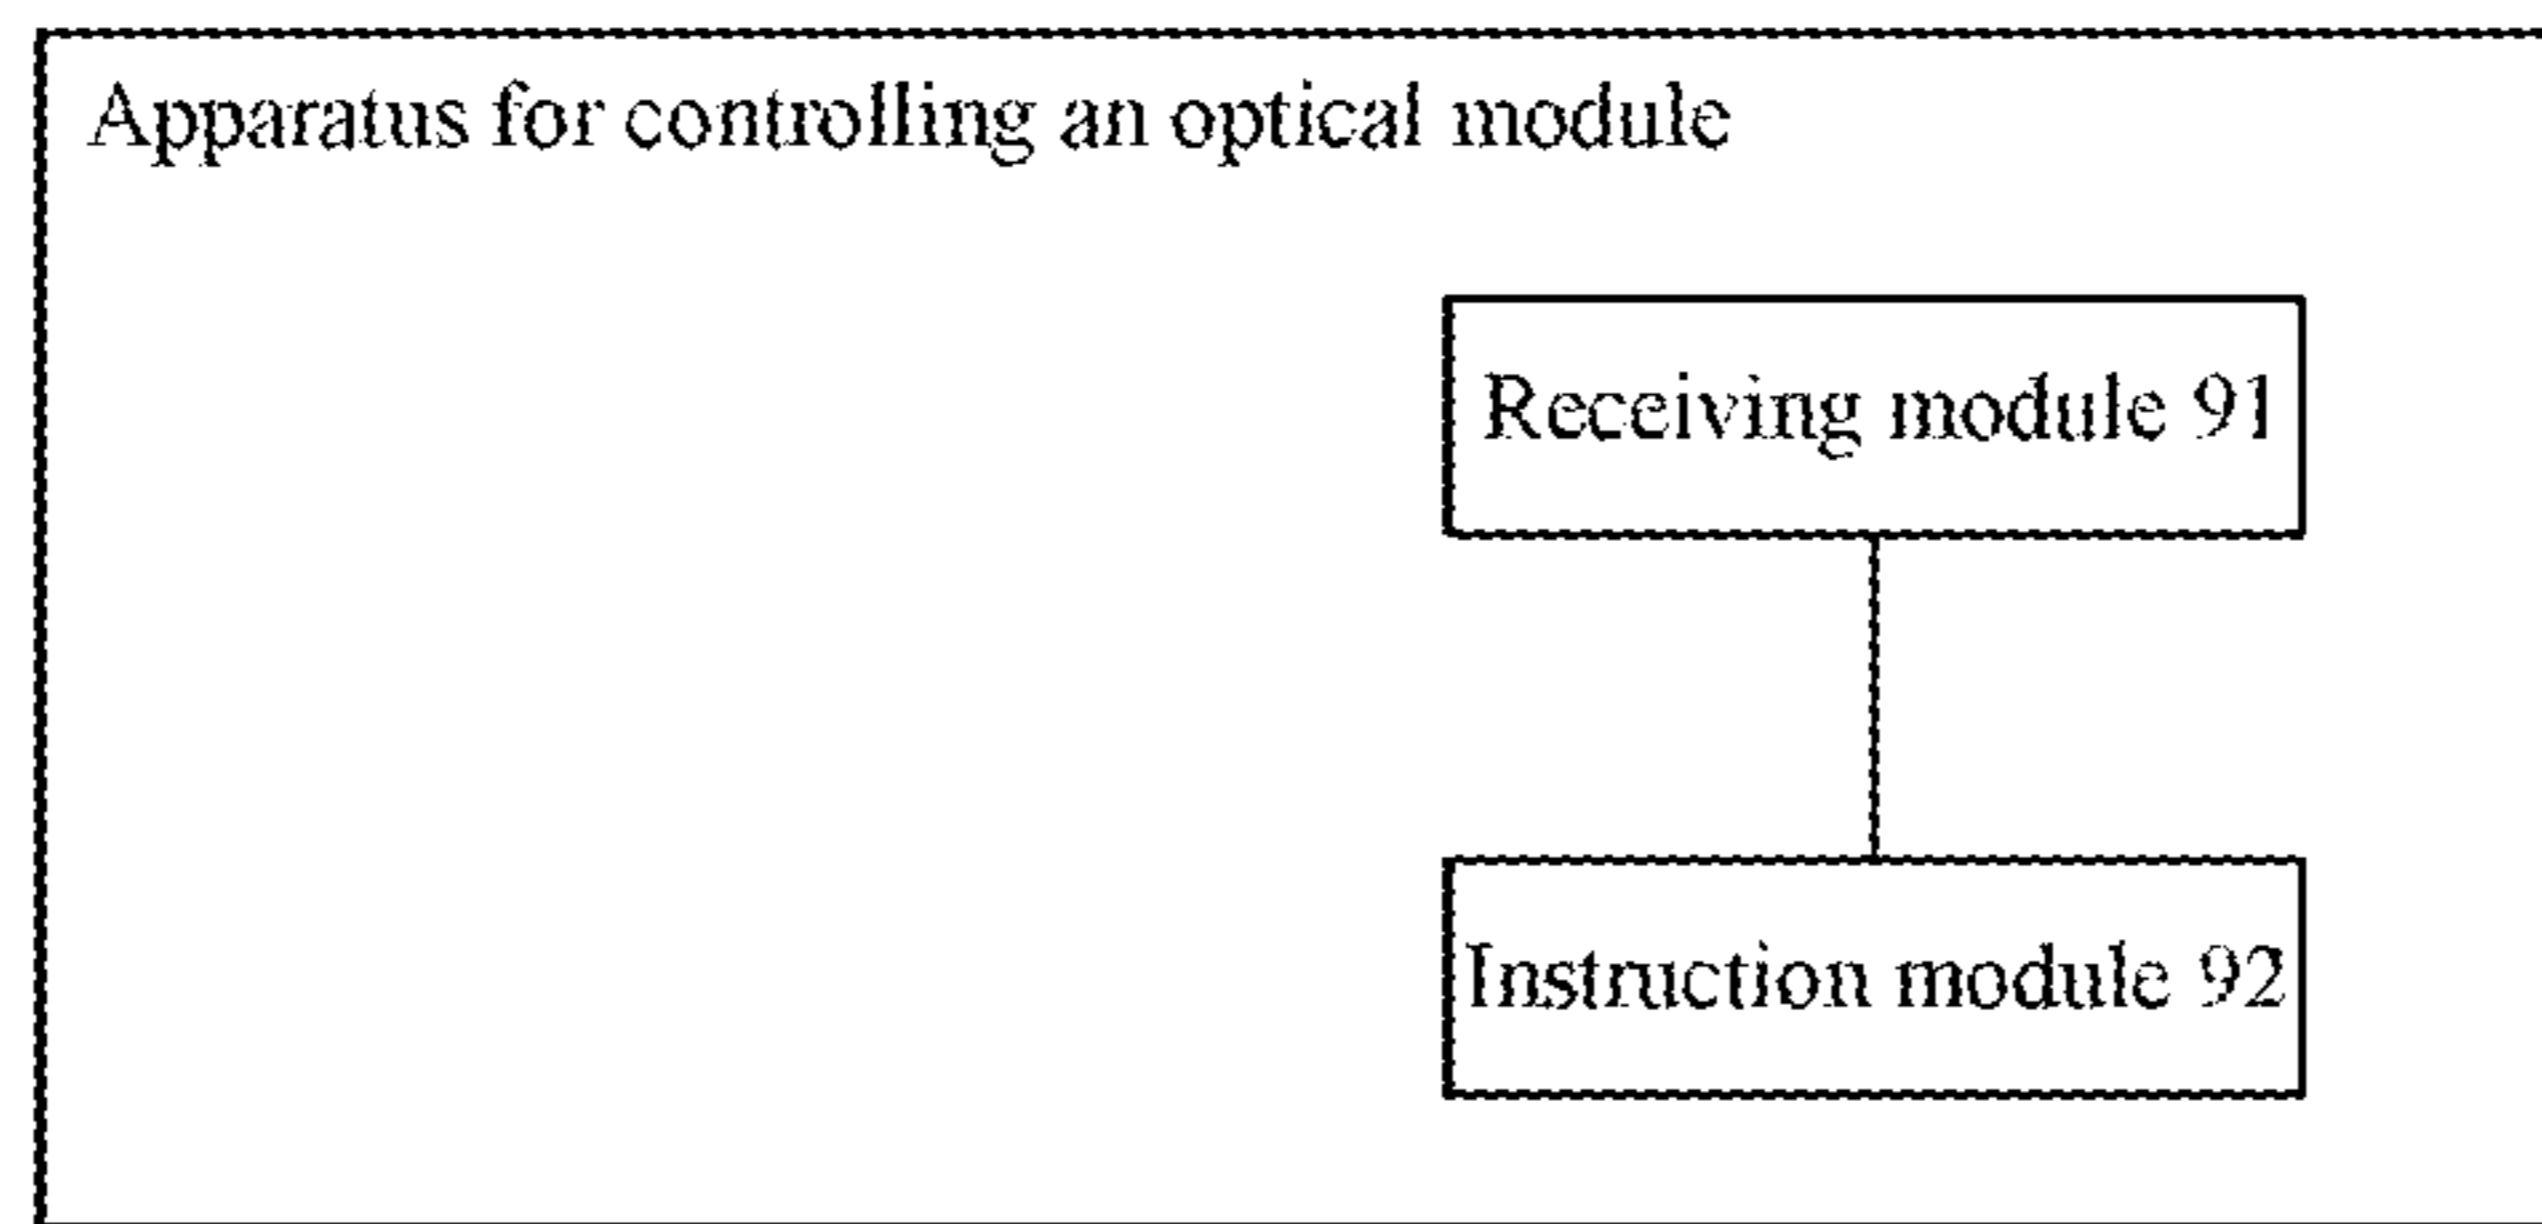 Apparatus for controlling an optical module
Receiving module 91
Instruction module 92